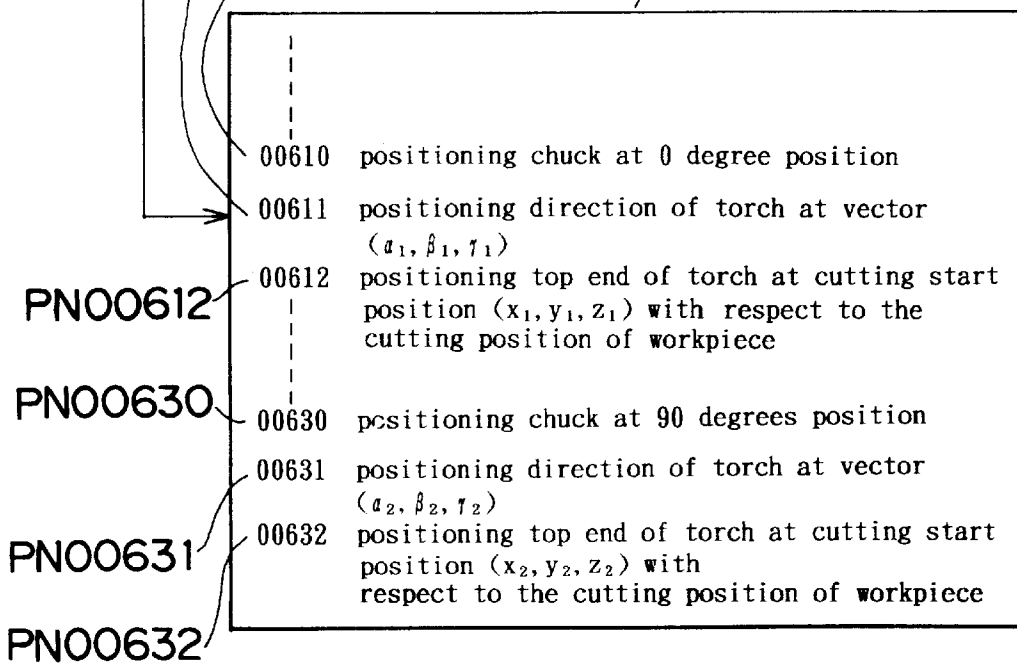 00610 positioning chuck at 0 degree position
00611 positioning direction of torch at vector
(α₁, β₁, γ₁)
00612 positioning top end of torch at cutting start
position (x₁, y₁, z₁) with respect to the
cutting position of workpiece
PN00612
PN00630
00630 positioning chuck at 90 degrees position
00631 positioning direction of torch at vector
(α₂, β₂, γ₂)
PN00631
00632 positioning top end of torch at cutting start
position (x₂, y₂, z₂) with
respect to the cutting position of workpiece
PN00632